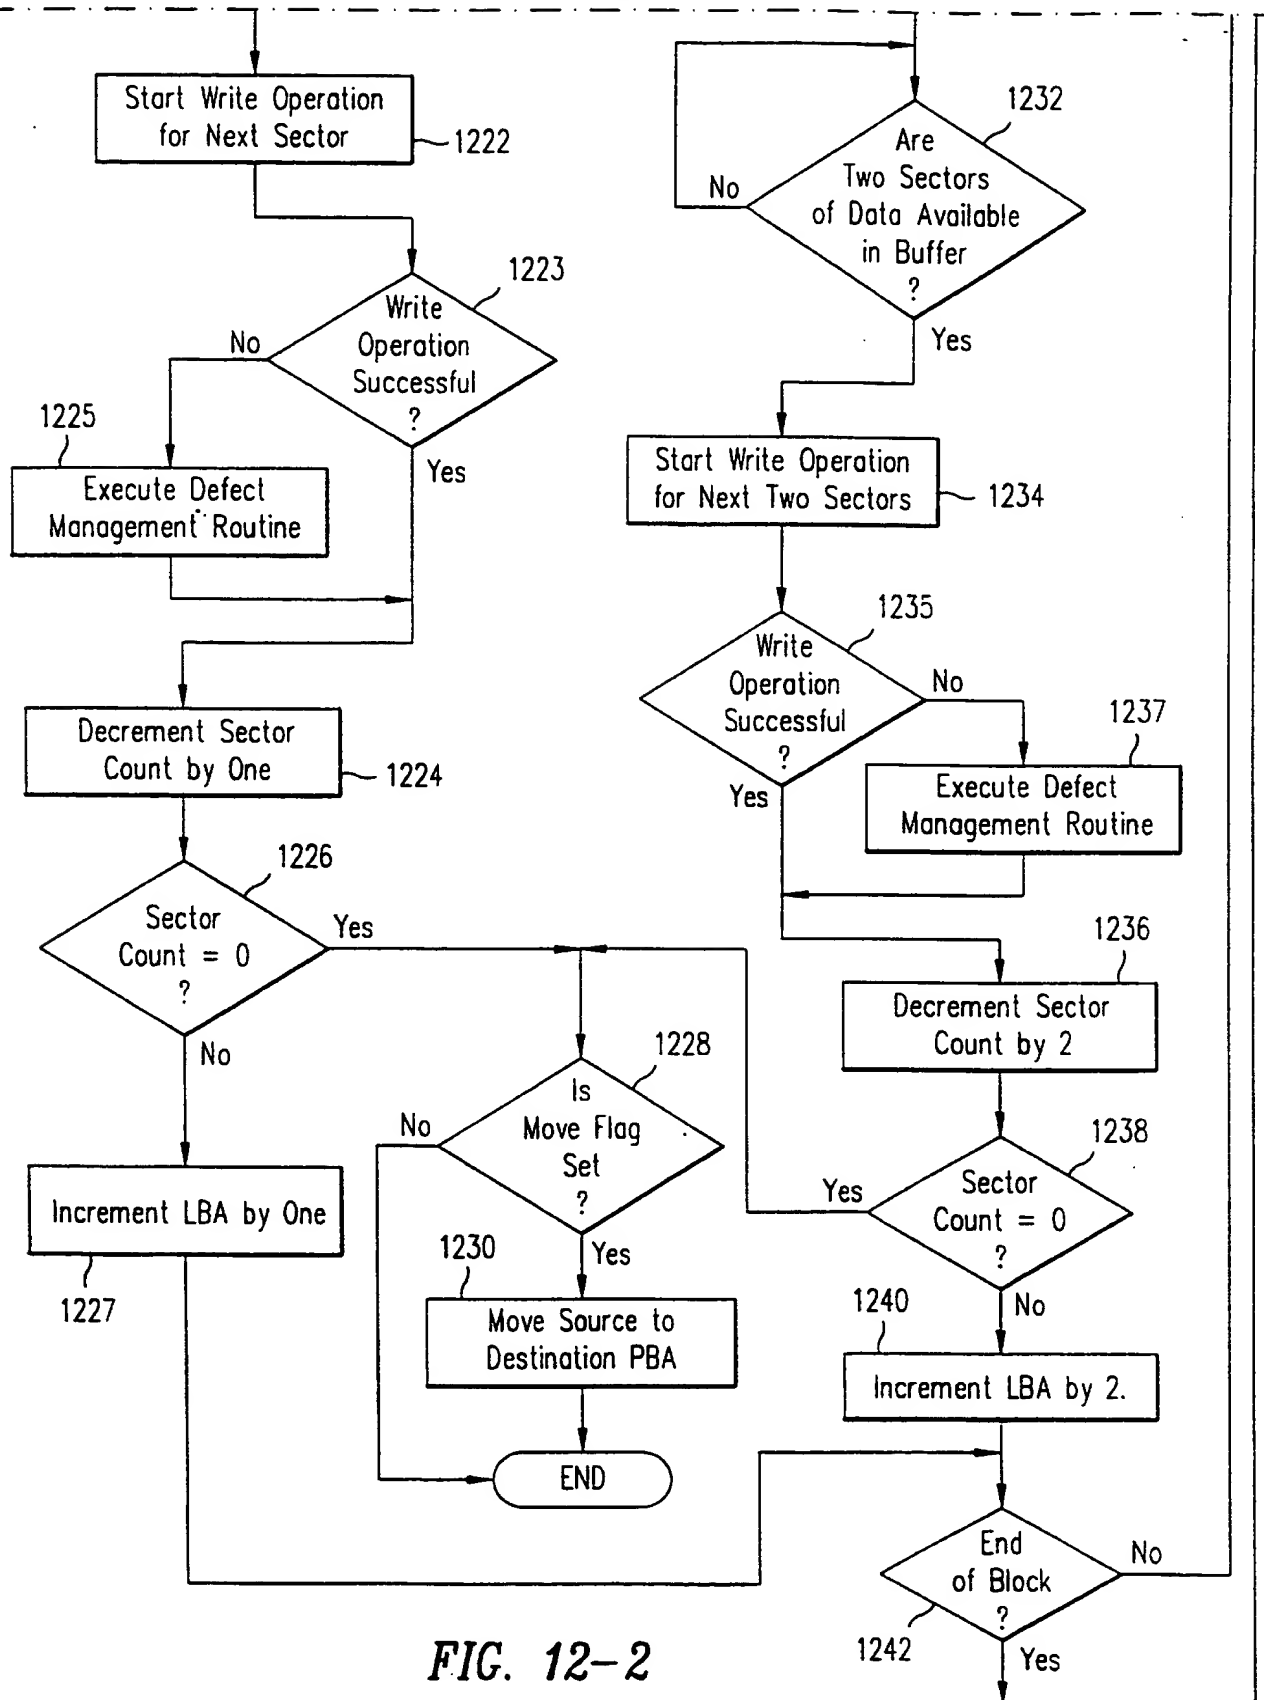 Start Write Operation
for Next Sector
1222
1223
Write
Operation
Successful
?
No
Yes
1225
Execute Defect
Management Routine
Decrement Sector
Count by One
1224
1226
Sector
Count = 0
?
Yes
No
Increment LBA by One
1227
1228
Is
Move Flag
Set
?
No
Yes
1230
Move Source to
Destination PBA
END
1232
Are
Two Sectors
of Data Available
in Buffer
?
No
Yes
Start Write Operation
for Next Two Sectors
1234
1235
Write
Operation
Successful
?
No
Yes
1237
Execute Defect
Management Routine
1236
Decrement Sector
Count by 2
1238
Sector
Count = 0
?
Yes
No
1240
Increment LBA by 2.
End
of Block
?
No
1242
Yes
FIG. 12-2